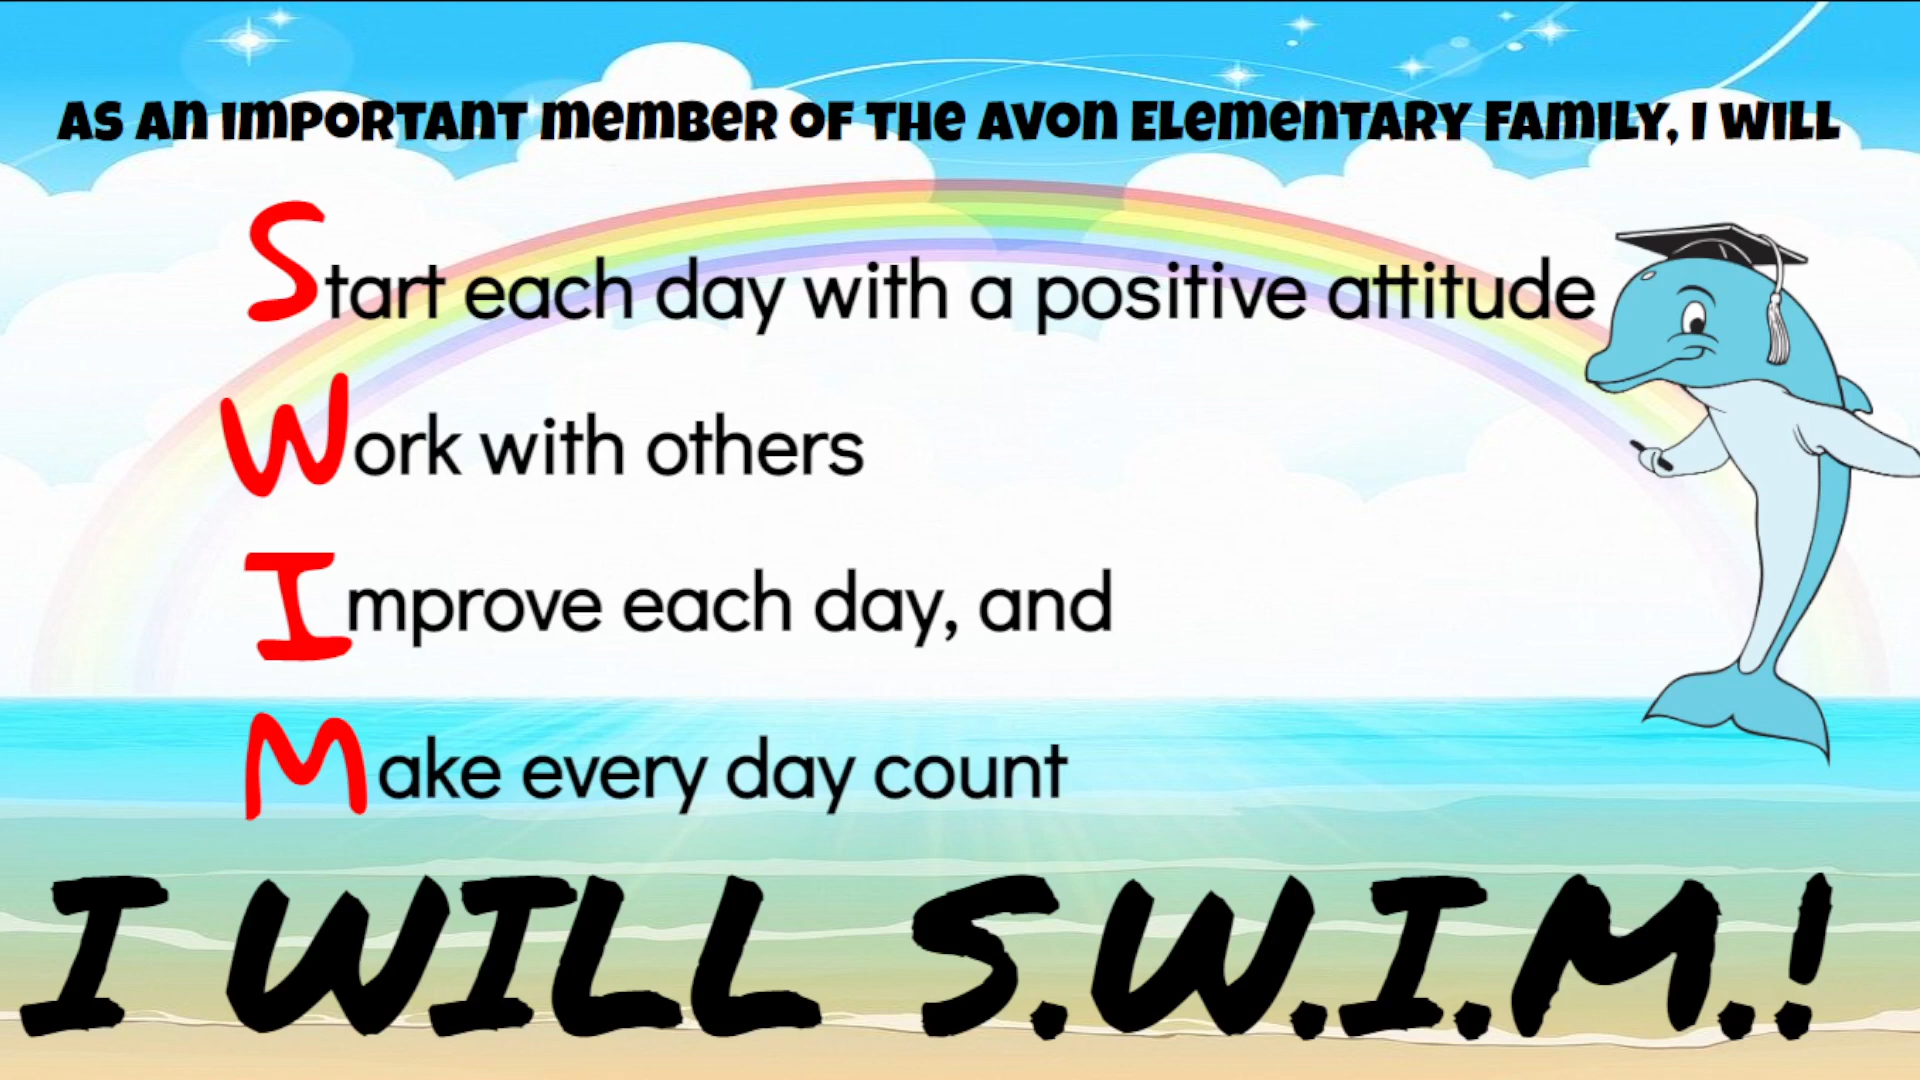 As an important member of the Avon Elementary Family, I will
Start each day with a positive attitude
Work with others
Improve each day, and
Make every day count
I WILL S.W.I.M.!